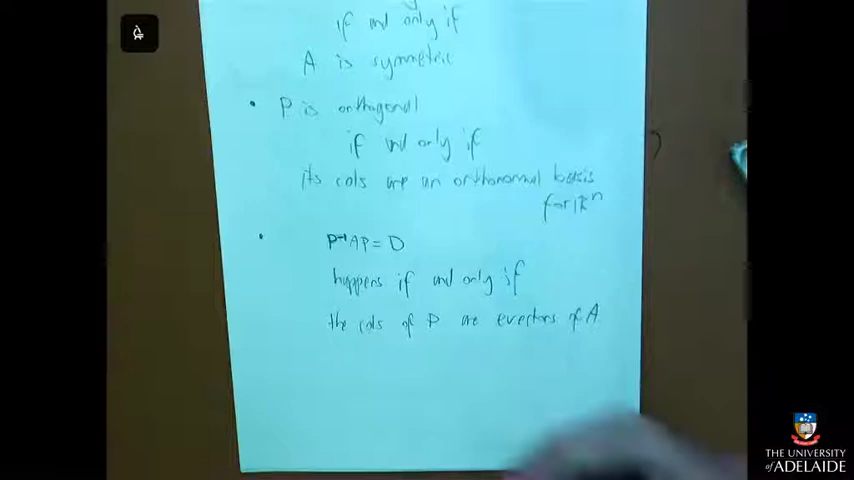 if and only if
A is symmetric
• P is orthogonal
if and only if
its cols are an orthonormal basis
for ℝⁿ
• P⁻¹AP = D
happens if and only if
the cols of P are evectors of A
THE UNIVERSITY
of ADELAIDE